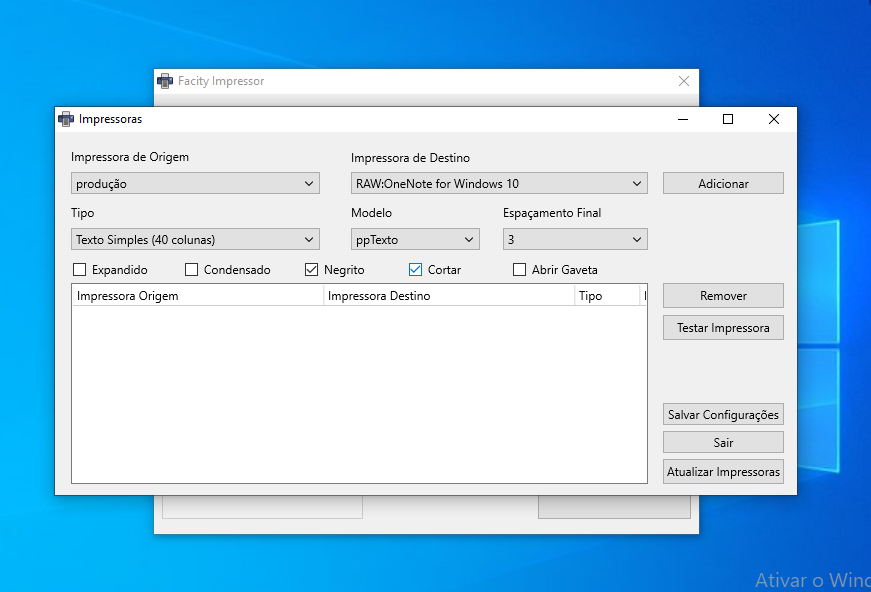 Facity Impressor
Impressoras
Impressora de Origem
Impressora de Destino
produção
RAW:OneNote for Windows 10
Adicionar
Tipo
Modelo
Espaçamento Final
Texto Simples (40 colunas)
ppTexto
3
Expandido
Condensado
Negrito
Cortar
Abrir Gaveta
Impressora Origem
Impressora Destino
Tipo
Remover
Testar Impressora
Salvar Configurações
Sair
Atualizar Impressoras
Ativar o Wind